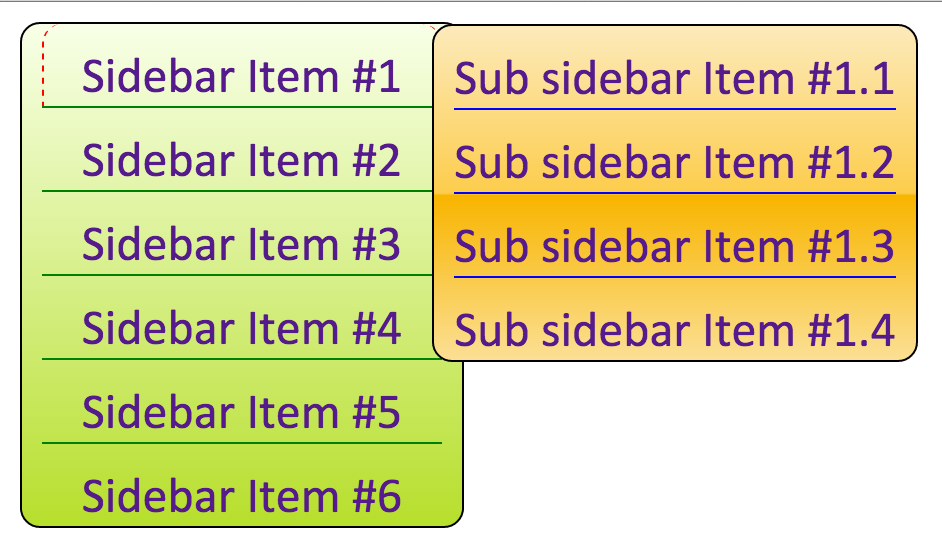 Sidebar Item #1
Sidebar Item #2
Sidebar Item #3
Sidebar Item #4
Sidebar Item #5
Sidebar Item #6
Sub sidebar Item #1.1
Sub sidebar Item #1.2
Sub sidebar Item #1.3
Sub sidebar Item #1.4